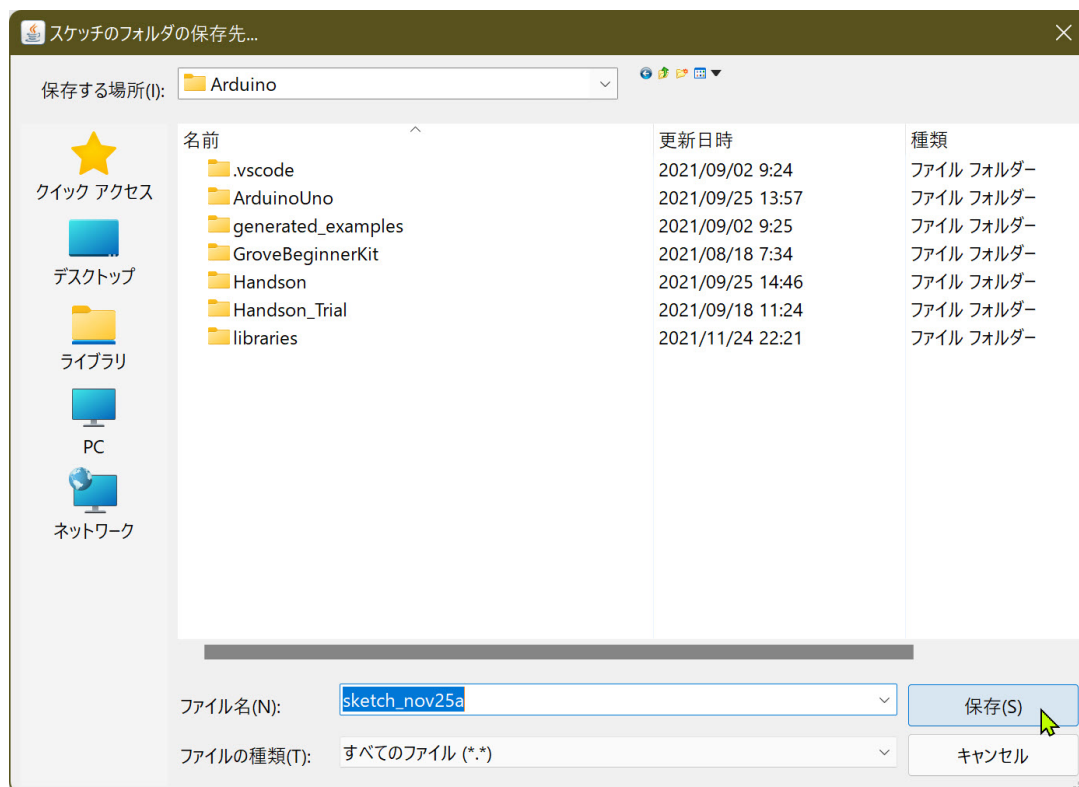 スケッチのフォルダの保存先...
保存する場所(I): Arduino
クイック アクセス
デスクトップ
ライブラリ
PC
ネットワーク
名前 更新日時 種類
.vscode 2021/09/02 9:24 ファイル フォルダー
ArduinoUno 2021/09/25 13:57 ファイル フォルダー
generated_examples 2021/09/02 9:25 ファイル フォルダー
GroveBeginnerKit 2021/08/18 7:34 ファイル フォルダー
Handson 2021/09/25 14:46 ファイル フォルダー
Handson_Trial 2021/09/18 11:24 ファイル フォルダー
libraries 2021/11/24 22:21 ファイル フォルダー
ファイル名(N): sketch_nov25a 保存(S)
ファイルの種類(T): すべてのファイル (*.*) キャンセル